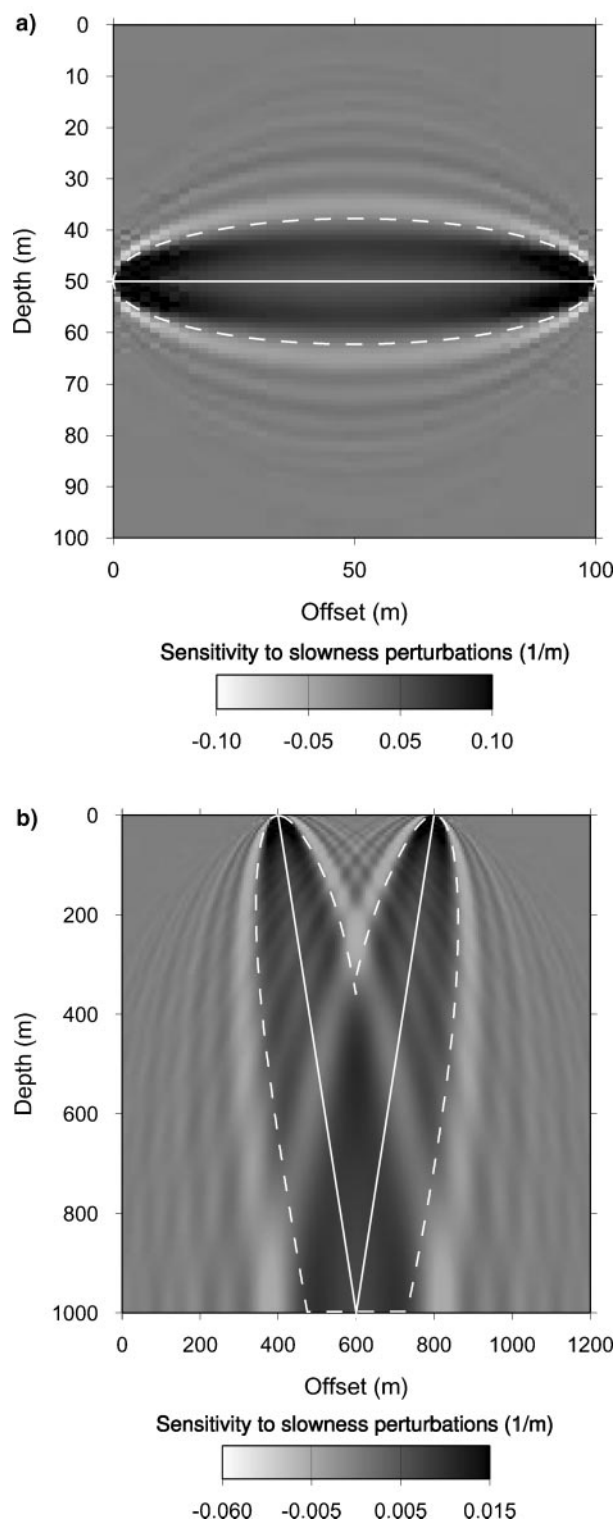 a)
0
10
20
30
40
50
60
70
80
90
100
Depth (m)
0 50 100
Offset (m)
Sensitivity to slowness perturbations (1/m)
-0.10 -0.05 0.05 0.10
b)
0
200
400
600
800
1000
Depth (m)
0 200 400 600 800 1000 1200
Offset (m)
Sensitivity to slowness perturbations (1/m)
-0.060 -0.005 0.005 0.015